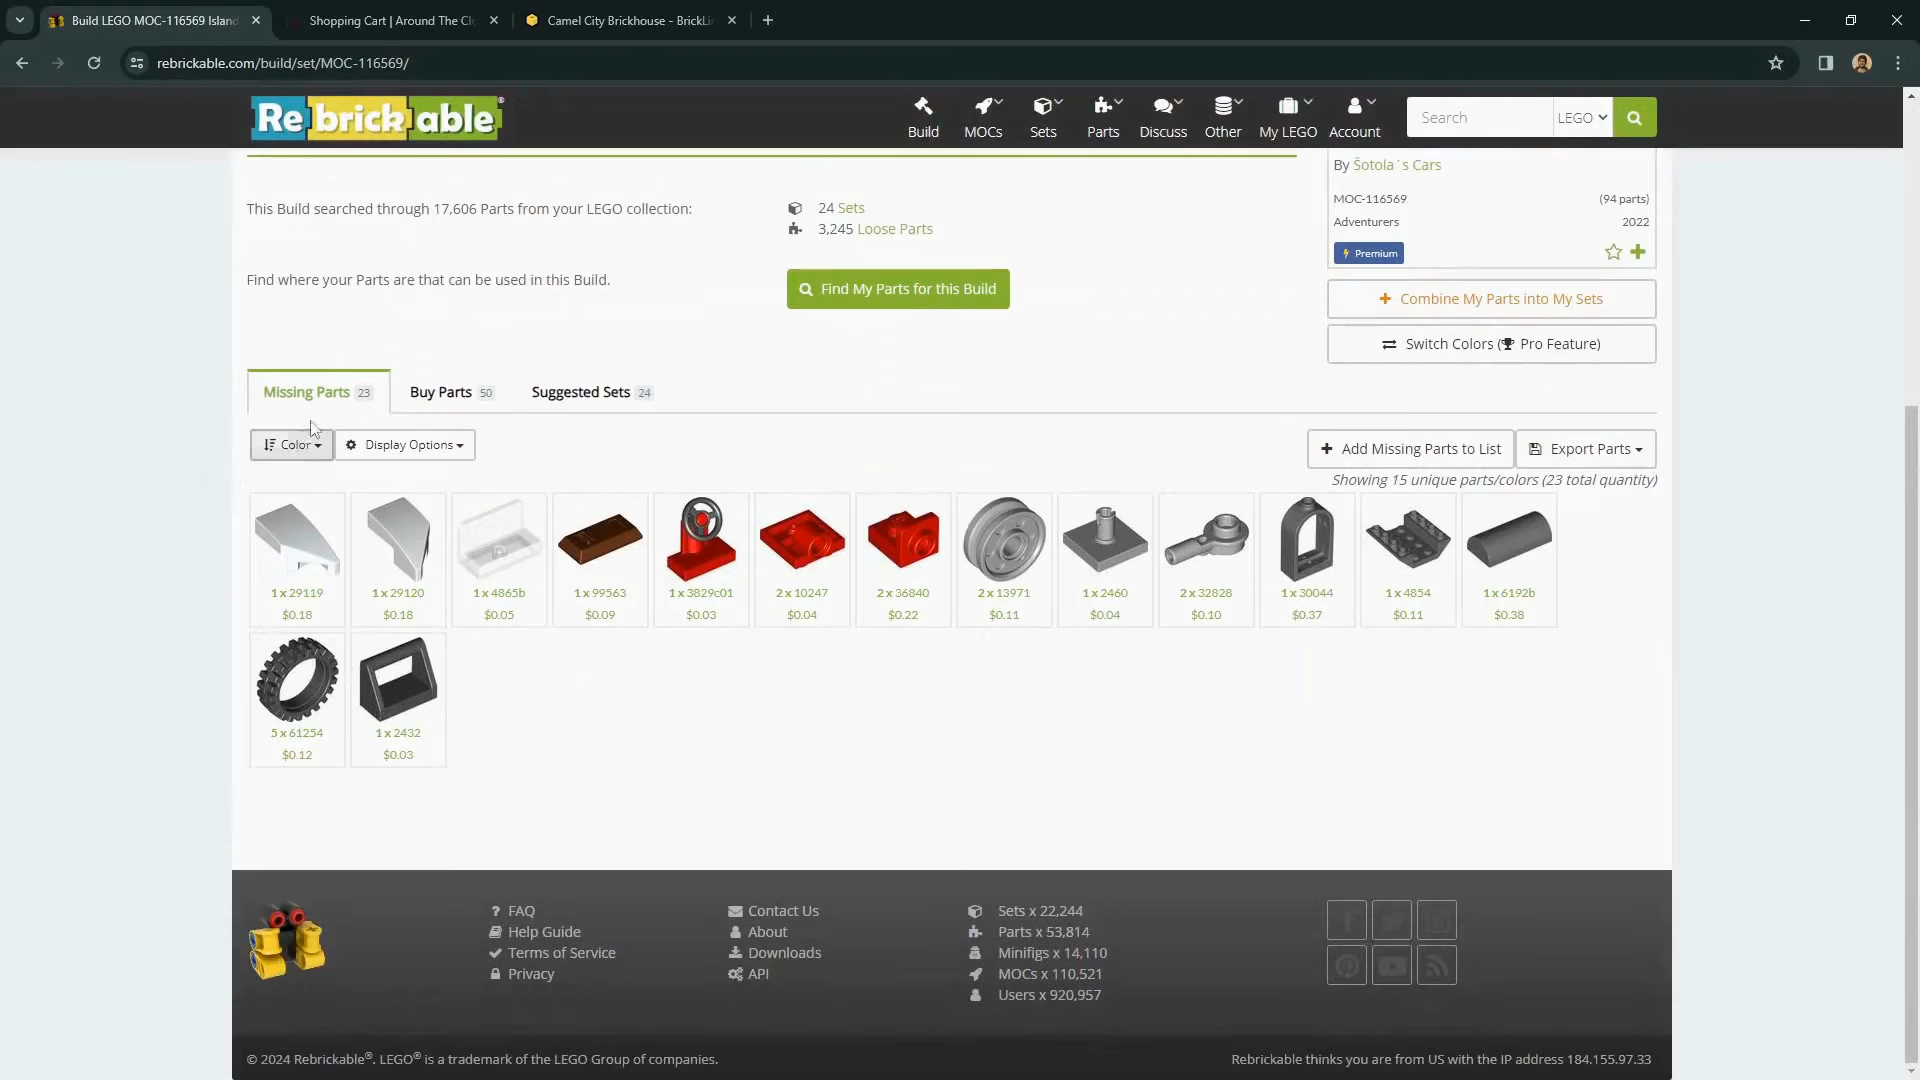 Build LEGO MOC-116569 Island
Shopping Cart | Around The Clo
Camel City Brickhouse - BrickLin
rebrickable.com/build/set/MOC-116569/
Rebrickable®
Build
MOCs
Sets
Parts
Discuss
Other
My LEGO
Account
Search
LEGO
By Šotola´s Cars
MOC-116569 (94 parts)
Adventurers 2022
Premium
This Build searched through 17,606 Parts from your LEGO collection:
24 Sets
3,245 Loose Parts
Find where your Parts are that can be used in this Build.
Find My Parts for this Build
Combine My Parts into My Sets
Switch Colors ( Pro Feature)
Missing Parts 23
Buy Parts 50
Suggested Sets 24
Color
Display Options
Add Missing Parts to List
Export Parts
Showing 15 unique parts/colors (23 total quantity)
1 x 29119
$0.18
1 x 29120
$0.18
1 x 4865b
$0.05
1 x 99563
$0.09
1 x 3829c01
$0.03
2 x 10247
$0.04
2 x 36840
$0.22
2 x 13971
$0.11
1 x 2460
$0.04
2 x 32828
$0.10
1 x 30044
$0.37
1 x 4854
$0.11
1 x 6192b
$0.38
5 x 61254
$0.12
1 x 2432
$0.03
FAQ
Help Guide
Terms of Service
Privacy
Contact Us
About
Downloads
API
Sets x 22,244
Parts x 53,814
Minifigs x 14,110
MOCs x 110,521
Users x 920,957
© 2024 Rebrickable®. LEGO® is a trademark of the LEGO Group of companies.
Rebrickable thinks you are from US with the IP address 184.155.97.33